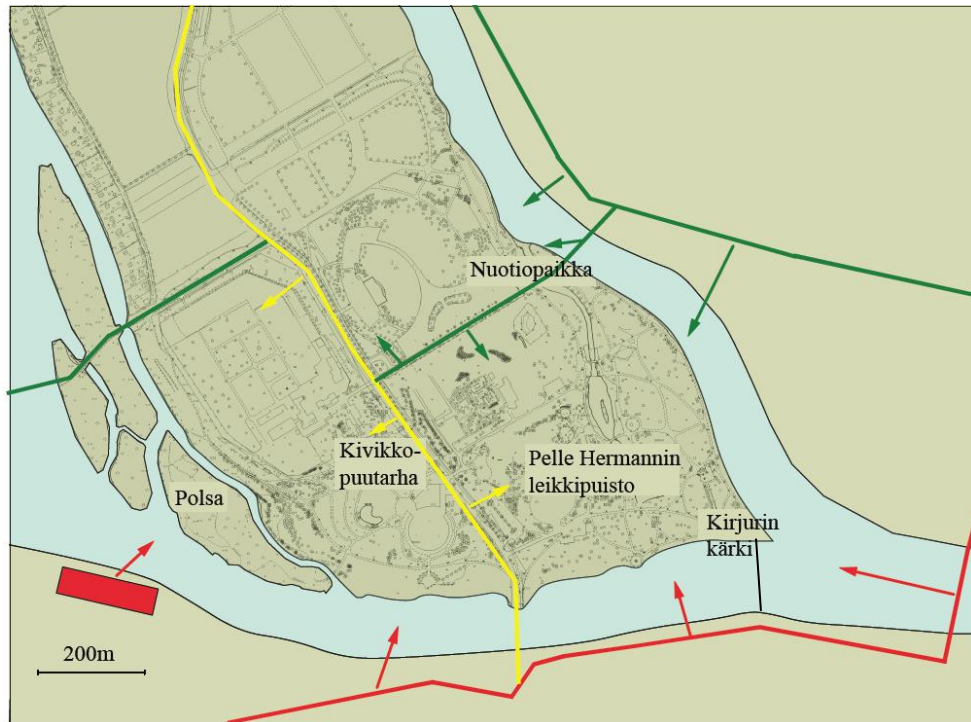 Nuotiopaikka
Kivikko-
puutarha
Pelle Hermannin
leikkipuisto
Polsa
Kirjurin
kärki
200m